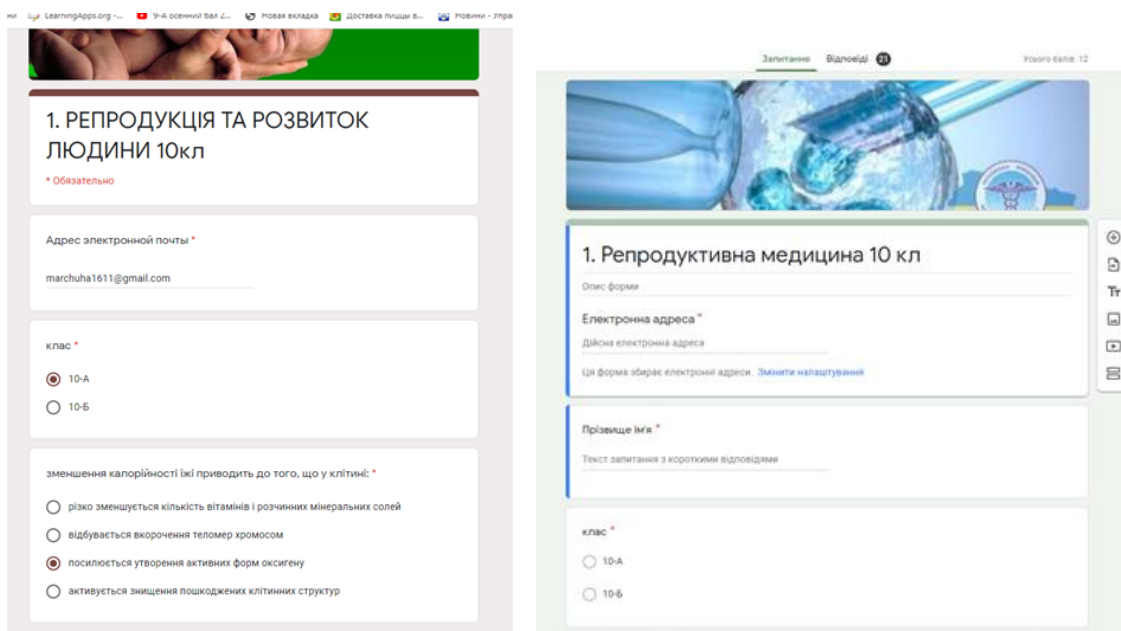 ни LearningApps.org -... 9-А осенний бал 2... Новая вкладка Доставка пиццы в... Новини - Упра
1. РЕПРОДУКЦІЯ ТА РОЗВИТОК
ЛЮДИНИ 10кл
* Обязательно
Адрес электронной почты *
marchuha1611@gmail.com
клас *
10-А
10-Б
зменшення калорійності їжі приводить до того, що у клітині: *
різко зменшується кількість вітамінів і розчинних мінеральних солей
відбувається вкорочення теломер хромосом
посилюється утворення активних форм оксигену
активується знищення пошкоджених клітинних структур
Запитання Відповіді 21 Усього балів: 12
1. Репродуктивна медицина 10 кл
Опис форми
Електронна адреса *
Дійсна електронна адреса
Ця форма збирає електронні адреси. Змінити налаштування
Прізвище ім'я *
Текст запитання з короткими відповідями
клас *
10-А
10-Б
Тт